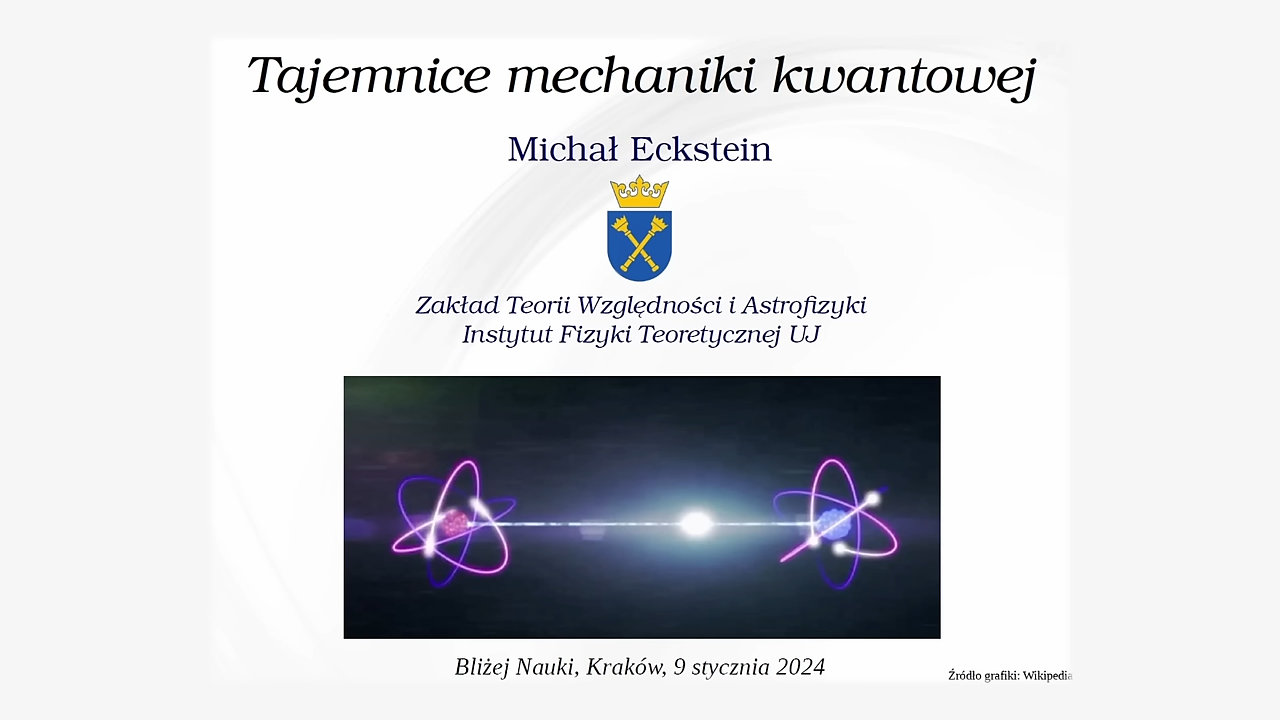 Tajemnice mechaniki kwantowej
Michał Eckstein
Zakład Teorii Względności i Astrofizyki
Instytut Fizyki Teoretycznej UJ
Bliżej Nauki, Kraków, 9 stycznia 2024
Źródło grafiki: Wikipedia